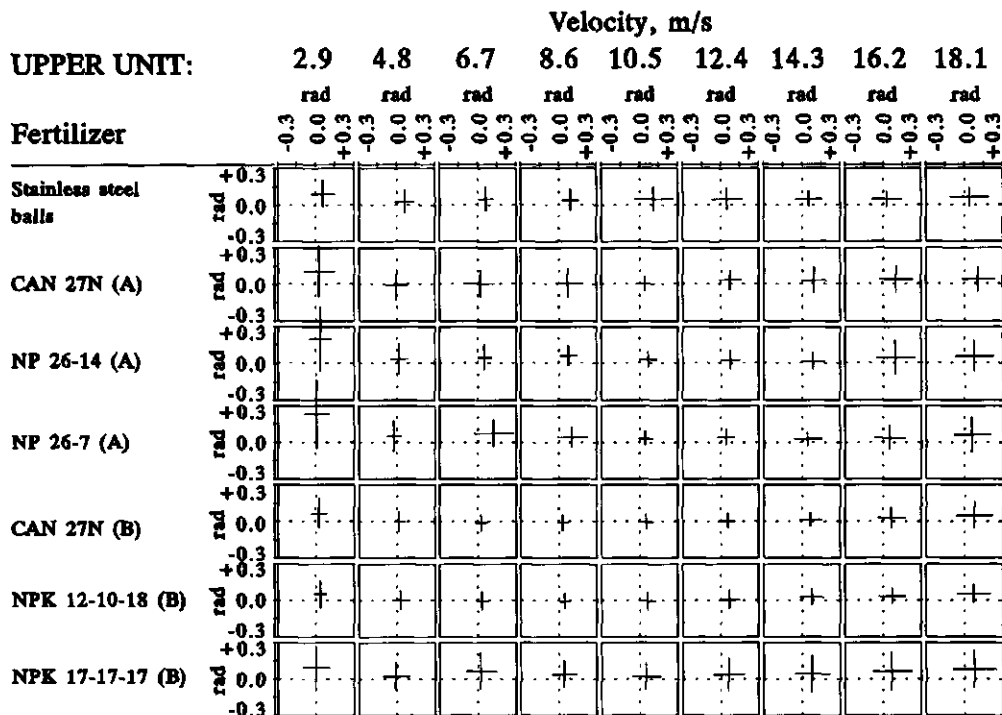 Velocity, m/s
UPPER UNIT: 2.9 4.8 6.7 8.6 10.5 12.4 14.3 16.2 18.1
rad rad rad rad rad rad rad rad rad
Fertilizer -0.3 0.0 +0.3 -0.3 0.0 +0.3 -0.3 0.0 +0.3 -0.3 0.0 +0.3 -0.3 0.0 +0.3 -0.3 0.0 +0.3 -0.3 0.0 +0.3 -0.3 0.0 +0.3 -0.3 0.0 +0.3
Stainless steel
balls
rad +0.3 0.0 -0.3
CAN 27N (A) rad +0.3 0.0 -0.3
NP 26-14 (A) rad +0.3 0.0 -0.3
NP 26-7 (A) rad +0.3 0.0 -0.3
CAN 27N (B) rad +0.3 0.0 -0.3
NPK 12-10-18 (B) rad +0.3 0.0 -0.3
NPK 17-17-17 (B) rad +0.3 0.0 -0.3